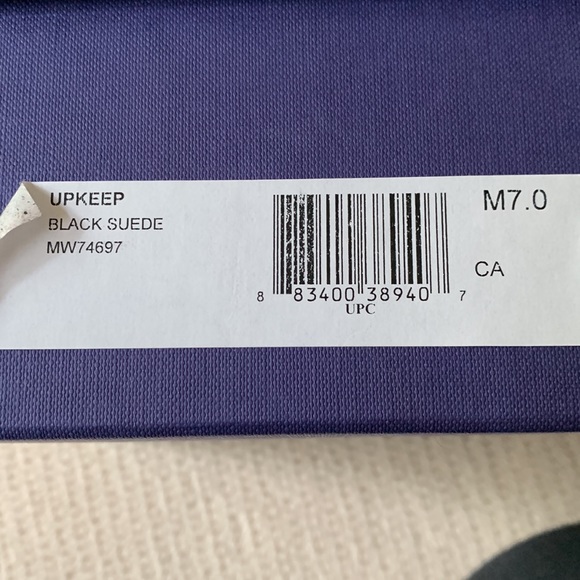 UPKEEP
BLACK SUEDE
MW74697
M7.0
CA
8 83400 38940 7
UPC